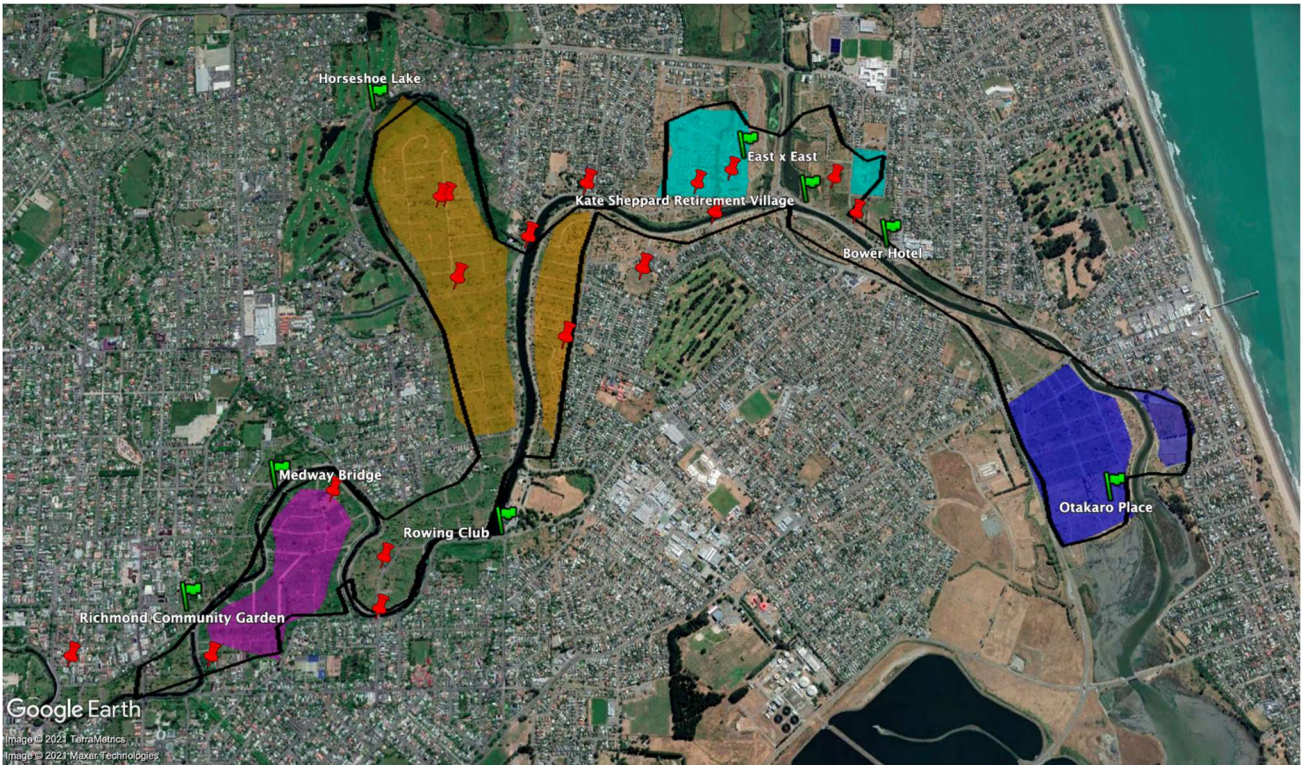 Horseshoe Lake
East x East
Kate Sheppard Retirement Village
Bower Hotel
Medway Bridge
Otakaro Place
Rowing Club
Richmond Community Garden
Google Earth
Image © 2021 TerraMetrics
Image © 2021 Maxar Technologies